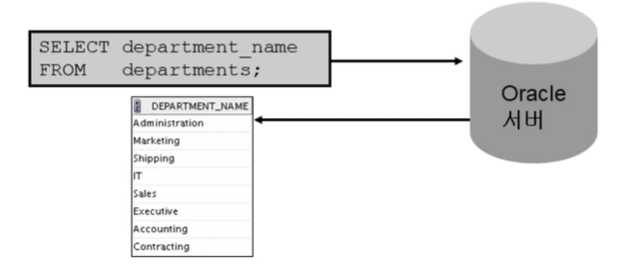 SELECT department_name
FROM departments;
Oracle
서버
DEPARTMENT_NAME
Administration
Marketing
Shipping
IT
Sales
Executive
Accounting
Contracting